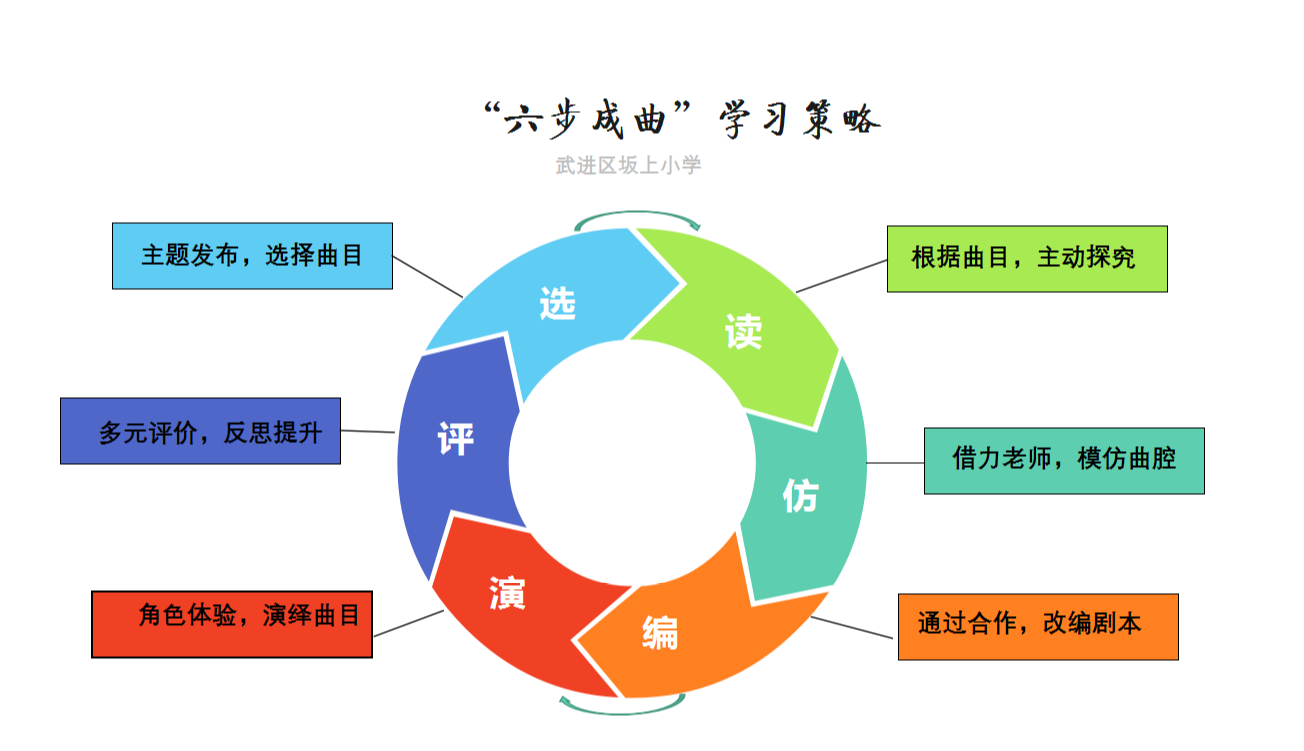 “六步成曲”学习策略
武进区坂上小学
主题发布，选择曲目
选
根据曲目，主动探究
读
借力老师，模仿曲腔
仿
通过合作，改编剧本
编
角色体验，演绎曲目
演
多元评价，反思提升
评